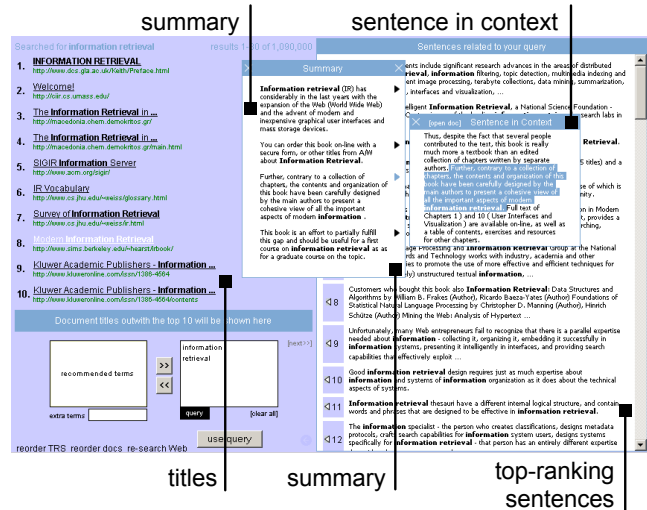 summary
sentence in context
Searched for information retrieval results 1-30 of 1,090,000
1. INFORMATION RETRIEVAL
http://www.dcs.gla.ac.uk/Keith/Preface.html
2. Welcome!
http://ciir.cs.umass.edu/
3. The Information Retrieval in ...
http://macedonia.chem.demokritos.gr/
4. The Information Retrieval in ...
http://macedonia.chem.demokritos.gr/main.html
5. SIGIR Information Server
http://www.acm.org/sigir/
6. IR Vocabulary
http://www.cs.jhu.edu/~weiss/glossary.html
7. Survey of Information Retrieval
http://www.cs.jhu.edu/~weiss/ir.html
8. Modern Information Retrieval
http://www.sims.berkeley.edu/~hearst/irbook/
9. Kluwer Academic Publishers - Information ...
http://www.kluweronline.com/issn/1386-4564
10. Kluwer Academic Publishers - Information ...
http://www.kluweronline.com/issn/1386-4564/contents
Document titles outwith the top 10 will be shown here
recommended terms
>>
<<
information
retrieval
[next>>]
extra terms
query
[clear all]
use query
reorder TRS reorder docs re-search Web
Summary
Information retrieval (IR) has
considerably in the last years with the
expansion of the Web (World Wide Web)
and the advent of modern and
inexpensive graphical user interfaces and
mass storage devices.
You can order this book on-line with a
secure form, or other titles from A/W
about Information Retrieval.
Further, contrary to a collection of
chapters, the contents and organization of
this book have been carefully designed by
the main authors to present a
cohesive view of all the important
aspects of modern information .
This book is an effort to partially fulfill
this gap and should be useful for a first
course on information retrieval as as
for a graduate course on the topic.
Sentences related to your query
ents include significant research advances in the areas of distributed
rieval, information filtering, topic detection, multimedia indexing and
ent image processing, terabyte collections, data mining, summarization,
, interfaces and visualization, ...
elligent Information Retrieval, a National Science Foundation -
search labs in
Retrieval.
5 titles) and a
se of which is
nity.
on in Modern
t, provides a
rching,
[open doc] Sentence in Context
Thus, despite the fact that several people
contributed to the text, this book is really
much more a textbook than an edited
collection of chapters written by separate
authors. Further, contrary to a collection of
chapters, the contents and organization of this
book have been carefully designed by the
main authors to present a cohesive view of
all the important aspects of modern
information retrieval. Full text of
Chapters 1 ) and 10 ( User Interfaces and
Visualization ) are available on-line, as well as
a table of contents, exercises and resources
for other chapters.
age Processing and Information Retrieval Group at the National
rds and Technology works with industry, academia and other
ies to promote the use of more effective and efficient techniques for
ly) unstructured textual information, ...
8 Customers who bought this book also Information Retrieval: Data Structures and
Algorithms by William B. Frakes (Author), Ricardo Baeza-Yates (Author) Foundations of
Statistical Natural Language Processing by Christopher D. Manning (Author), Hinrich
Schütze (Author) Mining the Web: Analysis of Hypertext ...
9 Unfortunately, many Web entrepreneurs fail to recognize that there is a parallel expertise
needed about information - collecting it, organizing it, embedding it successfully in
information systems, presenting it intelligently in interfaces, and providing search
capabilities that effectively exploit ...
10 Good information retrieval design requires just as much expertise about
information and systems of information organization as it does about the technical
aspects of systems.
11 Information retrieval thesauri have a different internal logical structure, and contain
words and phrases that are designed to be effective in information retrieval.
12 The information specialist - the person who creates classifications, designs metadata
protocols, crafts search capabilities for information system users, designs systems
specifically for information retrieval - that person has an entirely different expertise
titles
summary
top-ranking
sentences